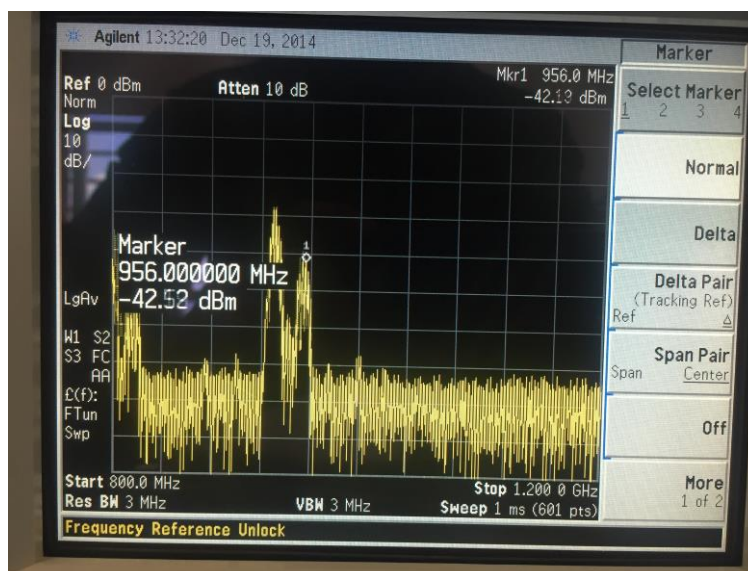 Agilent 13:32:20 Dec 19, 2014
Marker
Mkr1 956.0 MHz
Ref 0 dBm Atten 10 dB -42.13 dBm
Norm
Log
10
dB/
Marker
956.000000 MHz
-42.52 dBm
1
LgAv
W1 S2
S3 FC
AA
£(f):
FTun
Swp
Start 800.0 MHz Stop 1.200 0 GHz
Res BW 3 MHz VBW 3 MHz Sweep 1 ms (601 pts)
Frequency Reference Unlock
Select Marker
1 2 3 4
Normal
Delta
Delta Pair
(Tracking Ref)
Ref Δ
Span Pair
Span Center
Off
More
1 of 2